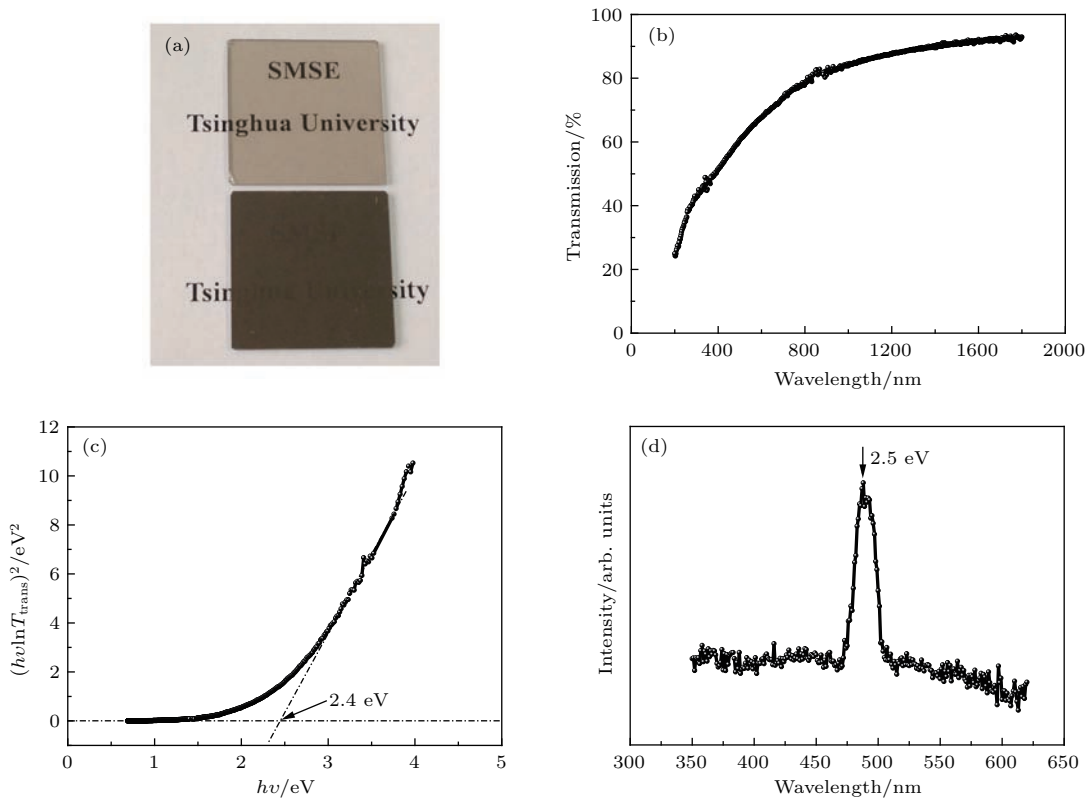 (a)
SMSE
Tsinghua University
Tsinghua University
(b)
100
80
60
40
20
0
Transmission/%
0 400 800 1200 1600 2000
Wavelength/nm
(c)
12
10
8
6
4
2
0
(hνlnT_trans)²/eV²
2.4 eV
0 1 2 3 4 5
hν/eV
(d)
2.5 eV
Intensity/arb. units
300 350 400 450 500 550 600 650
Wavelength/nm